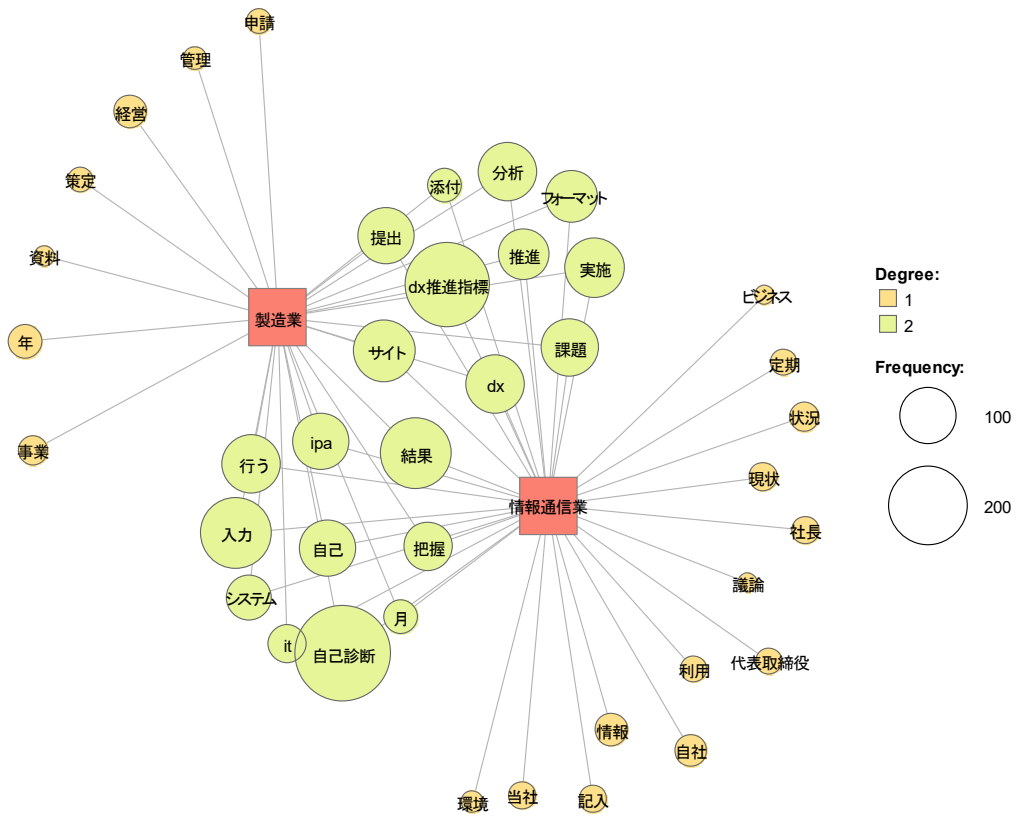 申請
管理
経営
策定
資料
年
事業
製造業
添付
分析
フォーマット
提出
推進
実施
dx推進指標
サイト
課題
dx
ipa
結果
行う
入力
自己
把握
システム
it
自己診断
月
情報通信業
ビジネス
定期
状況
現状
社長
議論
代表取締役
利用
自社
情報
記入
当社
環境
Degree:
1
2
Frequency:
100
200